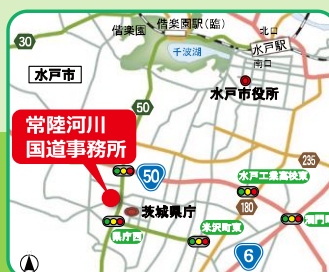 偕楽園
偕楽園駅(臨)
北口
水戸駅
南口
30
千波湖
水戸市
水戸市役所
50
常陸河川
国道事務所
235
水戸工業高校東
50
180
茨城県庁
県庁西
米沢町東
6